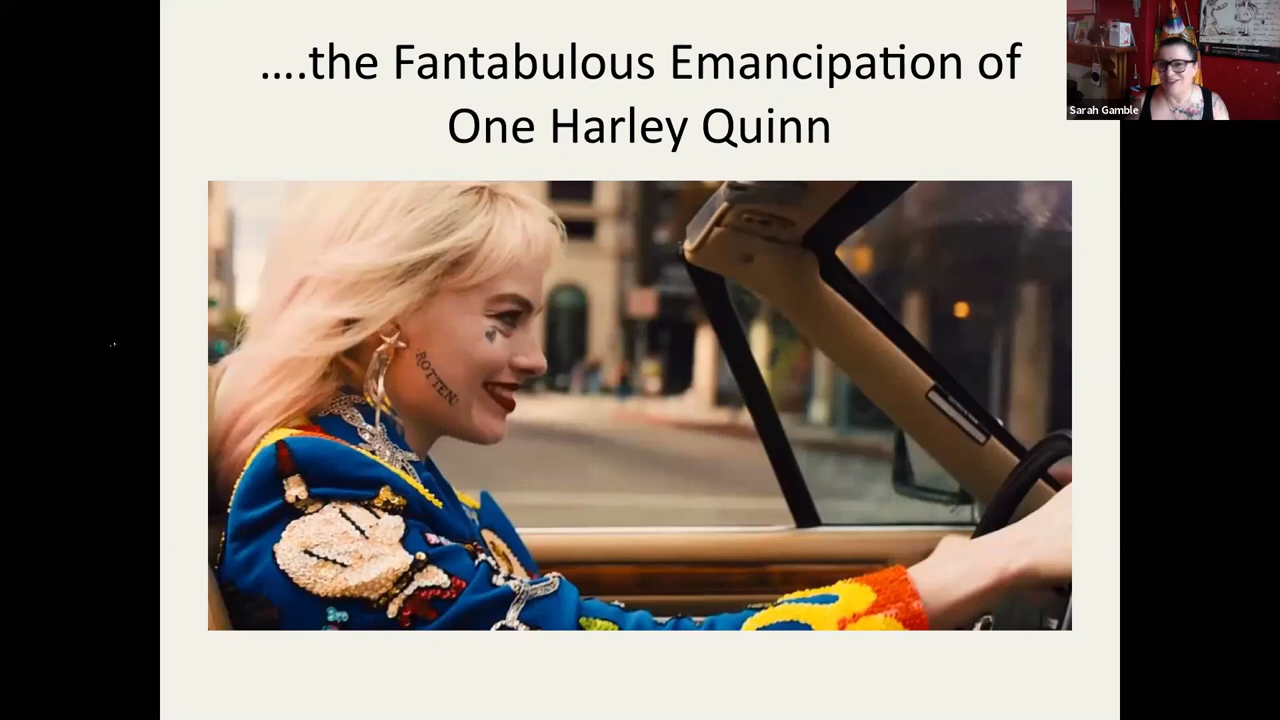 ....the Fantabulous Emancipation of
One Harley Quinn
Sarah Gamble
ROTTEN